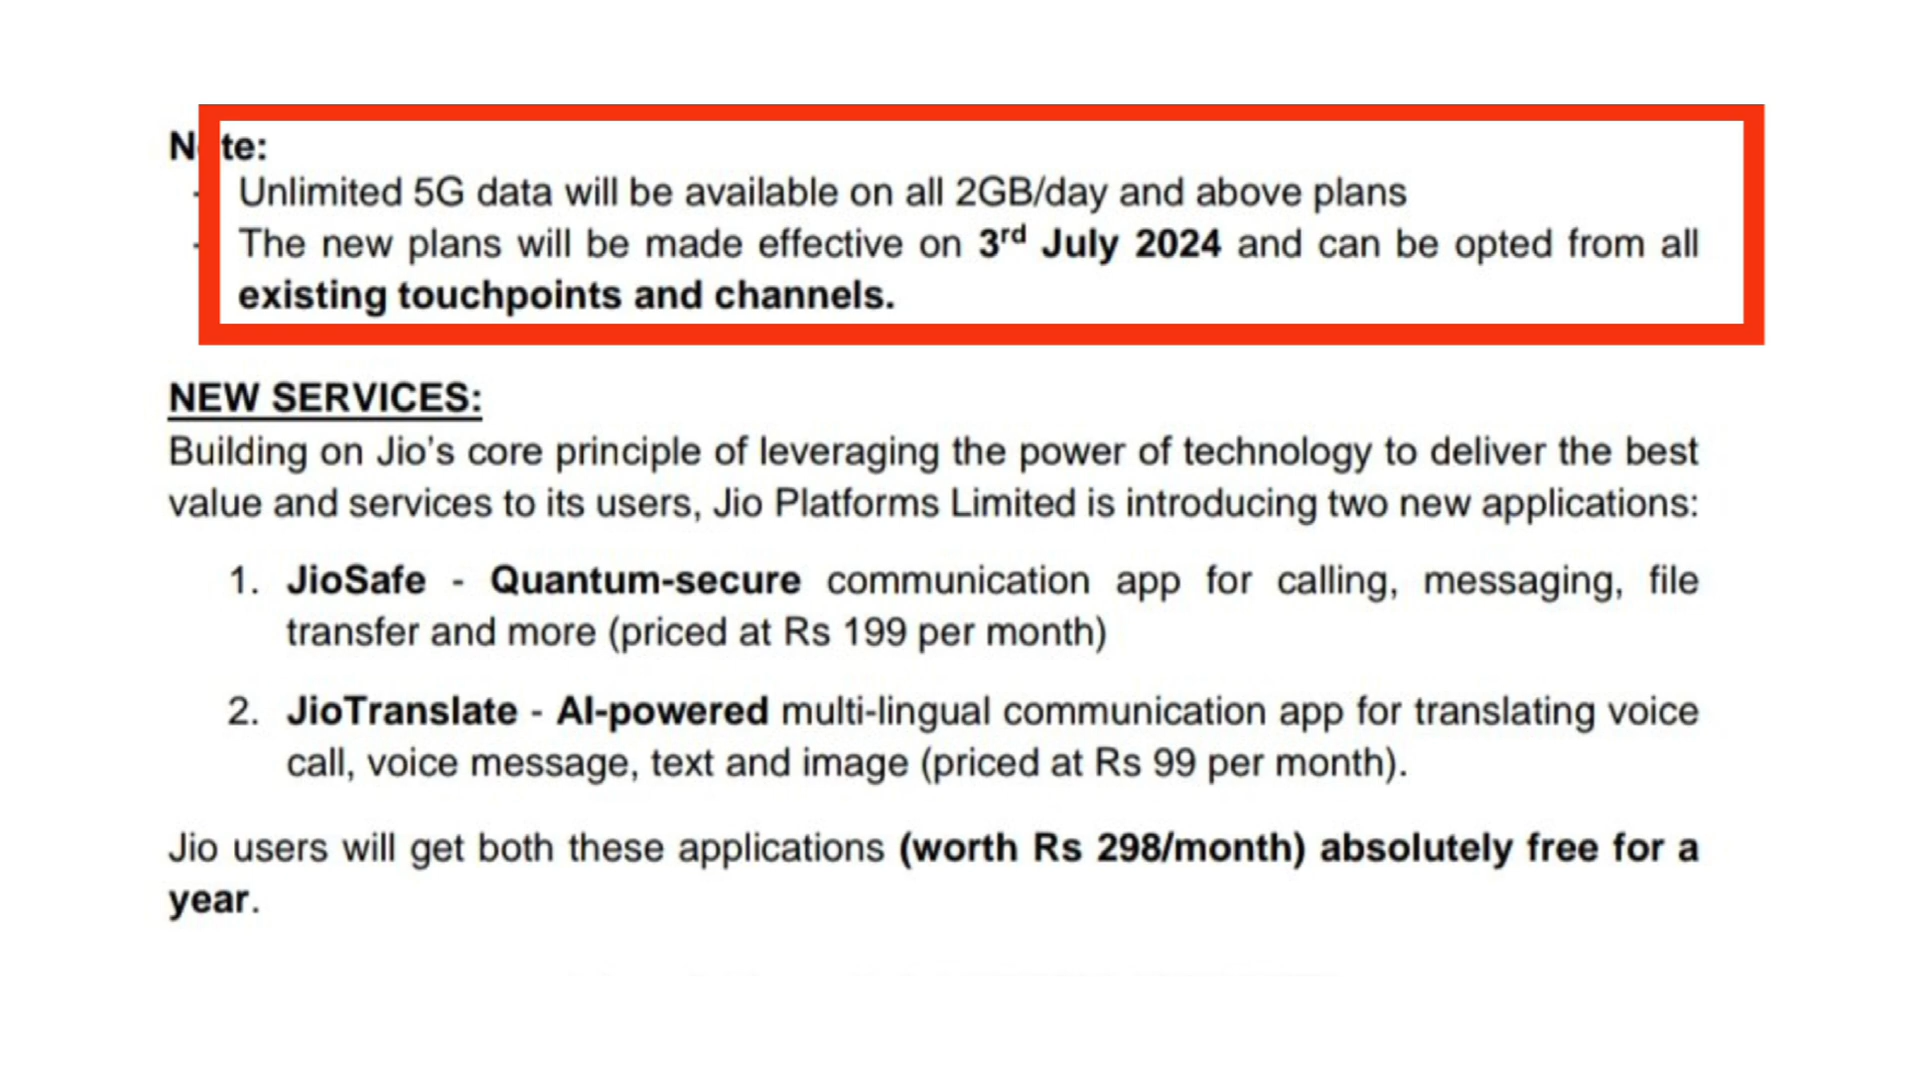 Note:
- Unlimited 5G data will be available on all 2GB/day and above plans
- The new plans will be made effective on 3rd July 2024 and can be opted from all
existing touchpoints and channels.
NEW SERVICES:
Building on Jio's core principle of leveraging the power of technology to deliver the best
value and services to its users, Jio Platforms Limited is introducing two new applications:
1. JioSafe - Quantum-secure communication app for calling, messaging, file
transfer and more (priced at Rs 199 per month)
2. JioTranslate - AI-powered multi-lingual communication app for translating voice
call, voice message, text and image (priced at Rs 99 per month).
Jio users will get both these applications (worth Rs 298/month) absolutely free for a
year.